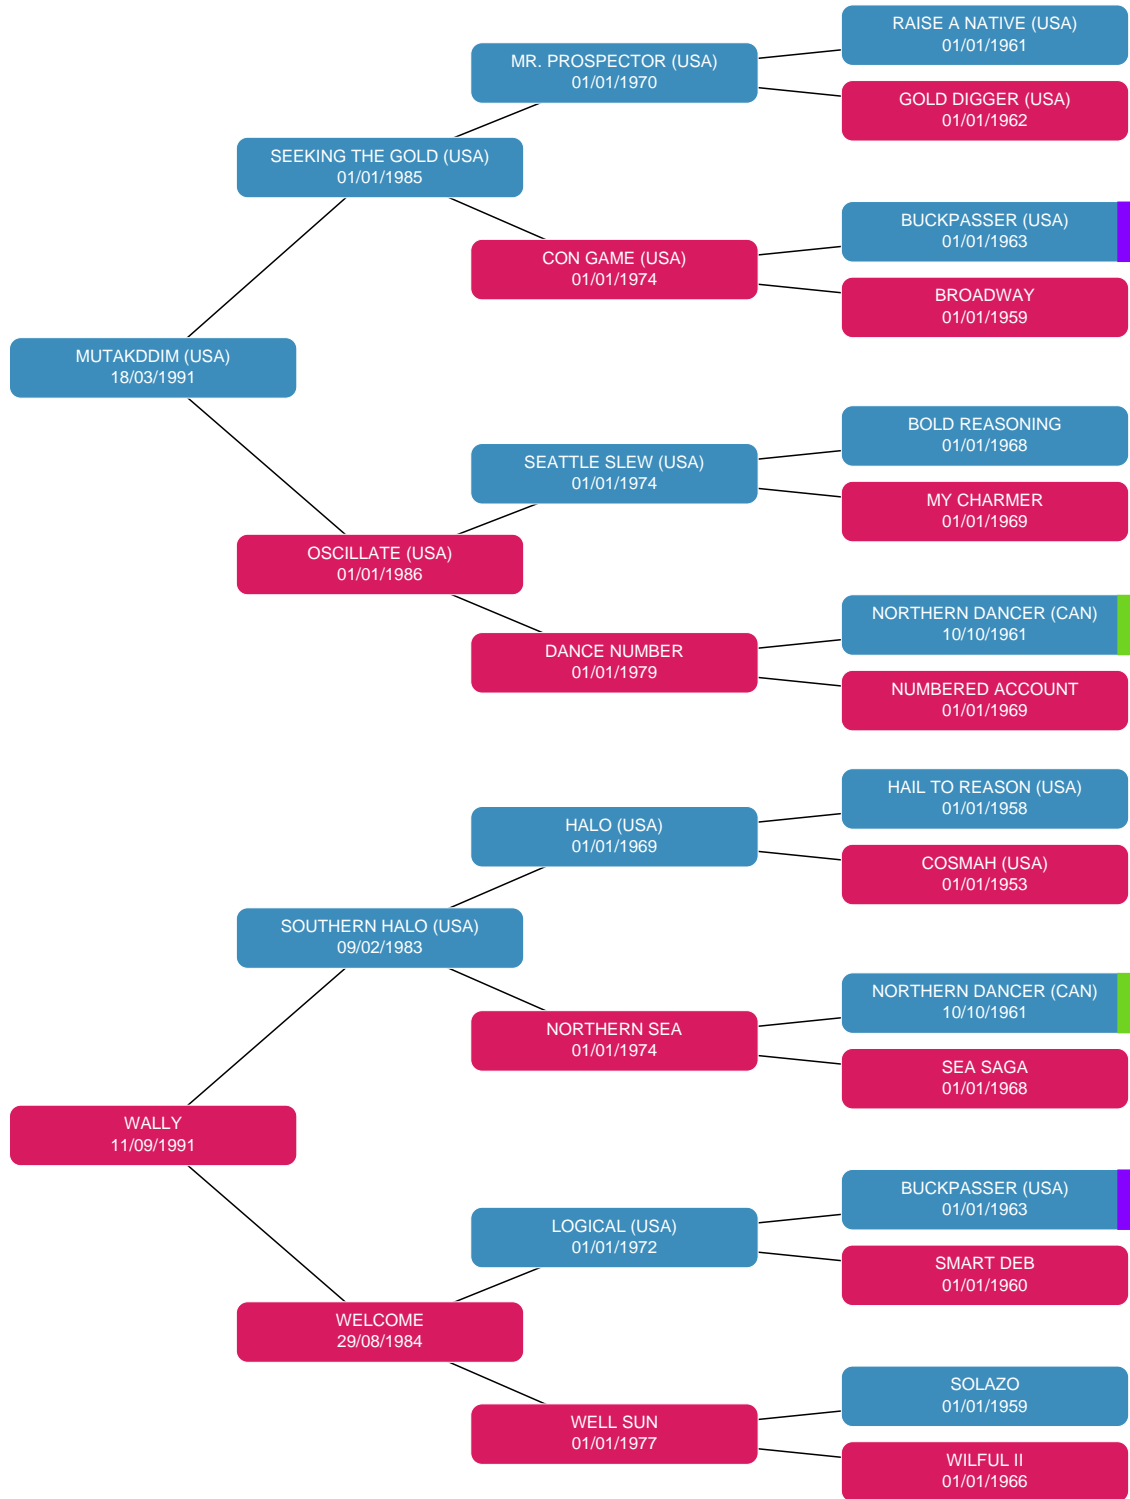 RAISE A NATIVE (USA)
01/01/1961
MR. PROSPECTOR (USA)
01/01/1970
GOLD DIGGER (USA)
01/01/1962
SEEKING THE GOLD (USA)
01/01/1985
BUCKPASSER (USA)
01/01/1963
CON GAME (USA)
01/01/1974
BROADWAY
01/01/1959
MUTAKDDIM (USA)
18/03/1991
BOLD REASONING
01/01/1968
SEATTLE SLEW (USA)
01/01/1974
MY CHARMER
01/01/1969
OSCILLATE (USA)
01/01/1986
NORTHERN DANCER (CAN)
10/10/1961
DANCE NUMBER
01/01/1979
NUMBERED ACCOUNT
01/01/1969
HAIL TO REASON (USA)
01/01/1958
HALO (USA)
01/01/1969
COSMAH (USA)
01/01/1953
SOUTHERN HALO (USA)
09/02/1983
NORTHERN DANCER (CAN)
10/10/1961
NORTHERN SEA
01/01/1974
SEA SAGA
01/01/1968
WALLY
11/09/1991
BUCKPASSER (USA)
01/01/1963
LOGICAL (USA)
01/01/1972
SMART DEB
01/01/1960
WELCOME
29/08/1984
SOLAZO
01/01/1959
WELL SUN
01/01/1977
WILFUL II
01/01/1966